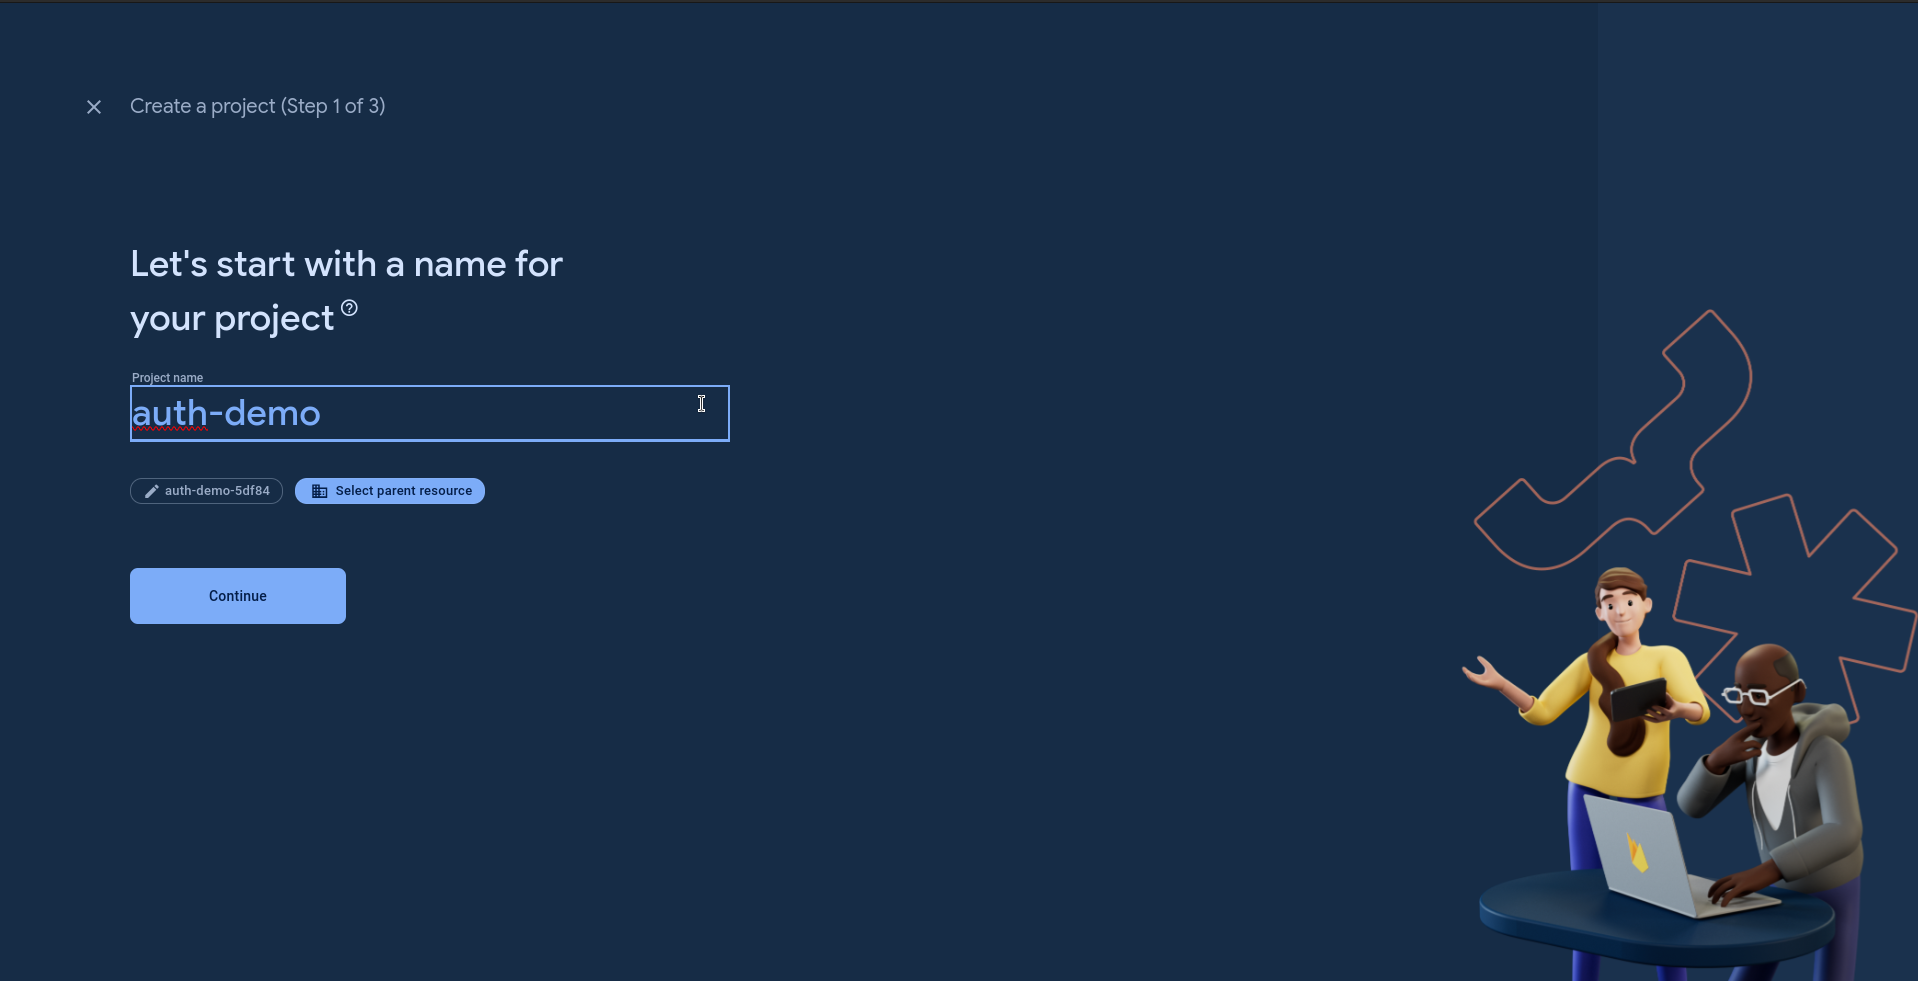 Create a project (Step 1 of 3)
Let's start with a name for
your project
Project name
auth-demo
auth-demo-5df84
Select parent resource
Continue